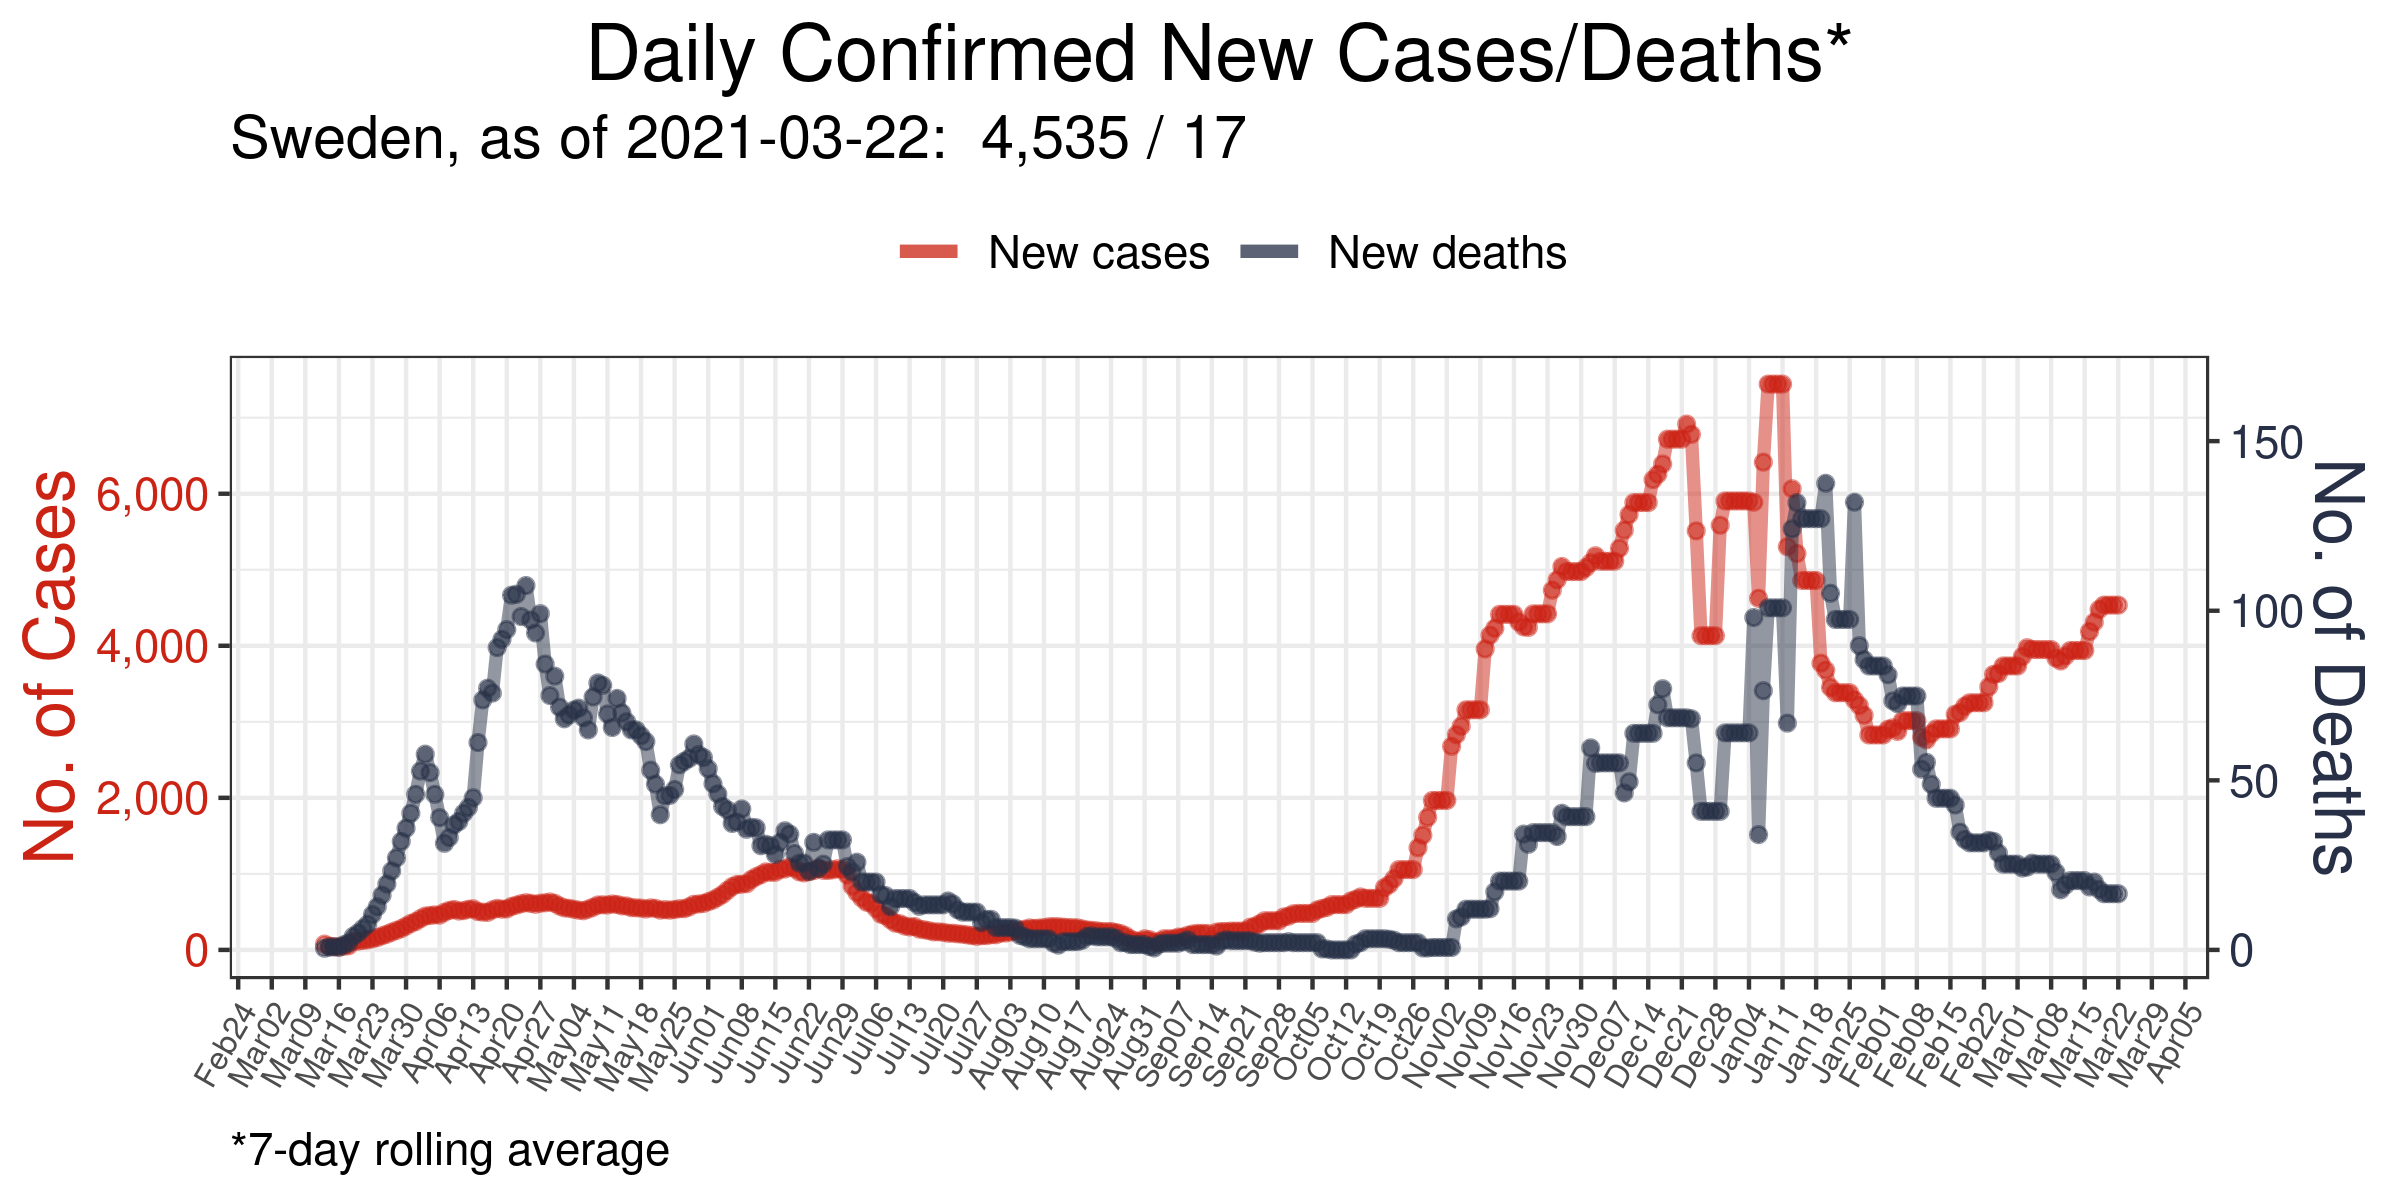 Daily Confirmed New Cases/Deaths*
Sweden, as of 2021-03-22:  4,535 / 17
New cases
New deaths
No. of Cases
6,000
4,000
2,000
0
150
100
50
0
No. of Deaths
Feb24
Mar02
Mar09
Mar16
Mar23
Mar30
Apr06
Apr13
Apr20
Apr27
May04
May11
May18
May25
Jun01
Jun08
Jun15
Jun22
Jun29
Jul06
Jul13
Jul20
Jul27
Aug03
Aug10
Aug17
Aug24
Aug31
Sep07
Sep14
Sep21
Sep28
Oct05
Oct12
Oct19
Oct26
Nov02
Nov09
Nov16
Nov23
Nov30
Dec07
Dec14
Dec21
Dec28
Jan04
Jan11
Jan18
Jan25
Feb01
Feb08
Feb15
Feb22
Mar01
Mar08
Mar15
Mar22
Mar29
Apr05
*7-day rolling average